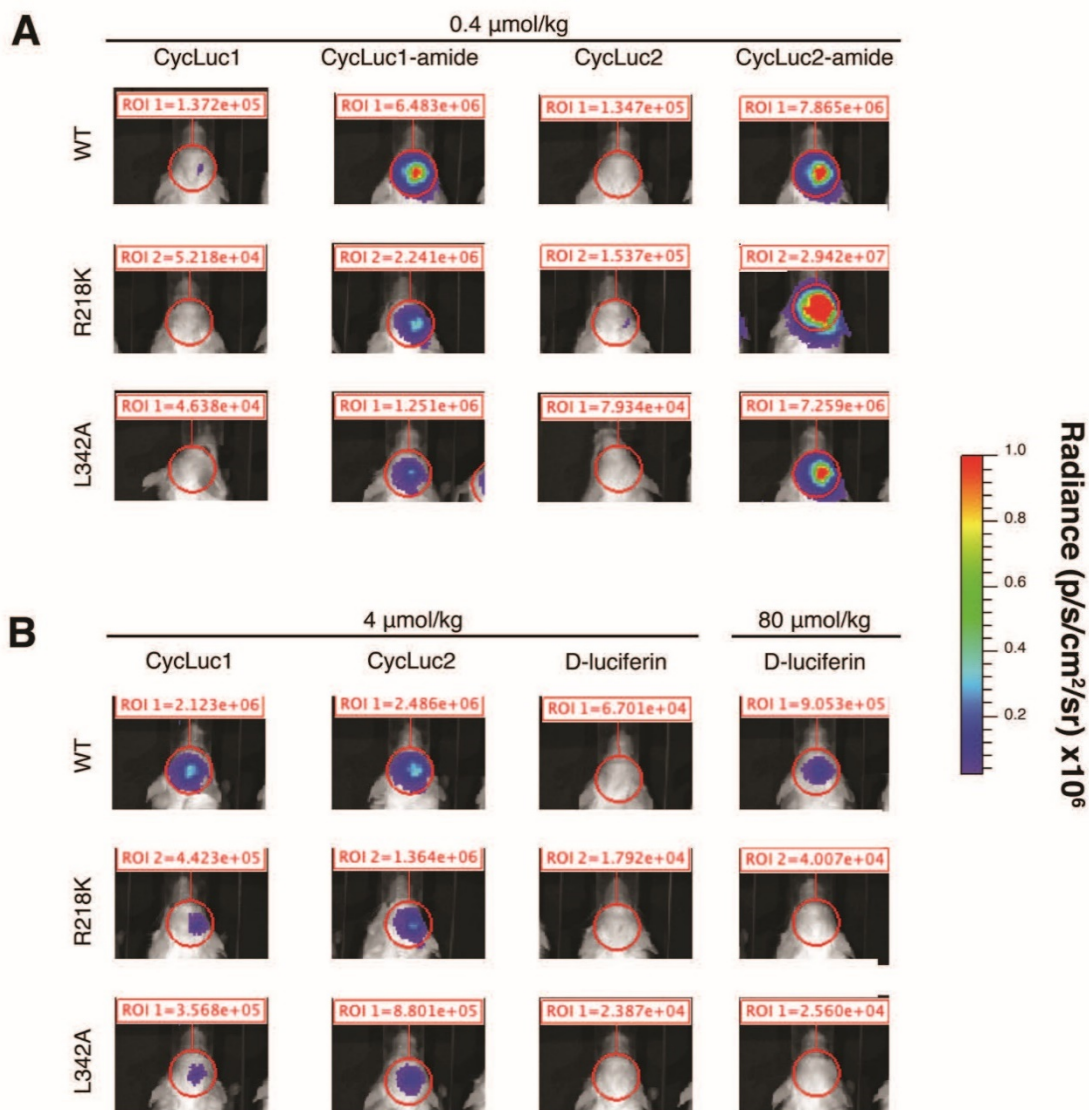 A
0.4 µmol/kg
CycLuc1 CycLuc1-amide CycLuc2 CycLuc2-amide
WT
ROI 1=1.372e+05 ROI 1=6.483e+06 ROI 1=1.347e+05 ROI 1=7.865e+06
R218K
ROI 2=5.218e+04 ROI 2=2.241e+06 ROI 2=1.537e+05 ROI 2=2.942e+07
L342A
ROI 1=4.638e+04 ROI 1=1.251e+06 ROI 1=7.934e+04 ROI 1=7.259e+06
1.0
0.8
0.6
0.4
0.2
Radiance (p/s/cm²/sr) x10⁶
B
4 µmol/kg 80 µmol/kg
CycLuc1 CycLuc2 D-luciferin D-luciferin
WT
ROI 1=2.123e+06 ROI 1=2.486e+06 ROI 1=6.701e+04 ROI 1=9.053e+05
R218K
ROI 2=4.423e+05 ROI 2=1.364e+06 ROI 2=1.792e+04 ROI 2=4.007e+04
L342A
ROI 1=3.568e+05 ROI 1=8.801e+05 ROI 1=2.387e+04 ROI 1=2.560e+04